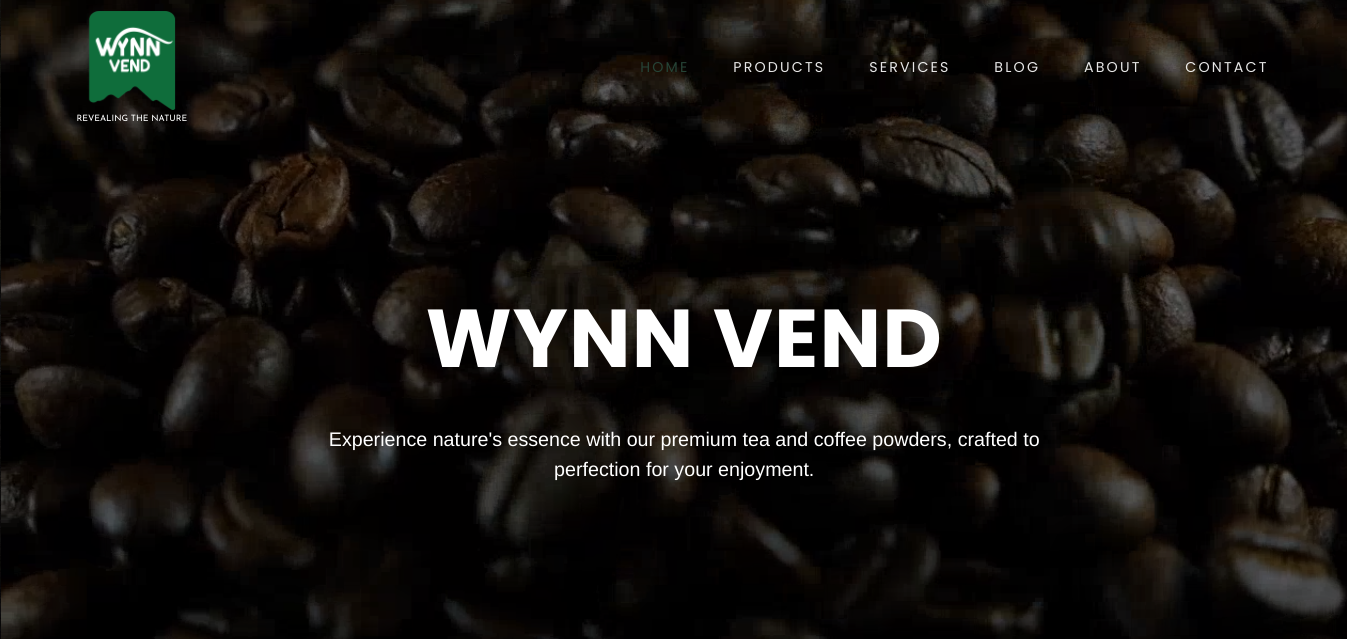 WYNN
VEND
REVEALING THE NATURE
HOME PRODUCTS SERVICES BLOG ABOUT CONTACT
WYNN VEND
Experience nature's essence with our premium tea and coffee powders, crafted to
perfection for your enjoyment.